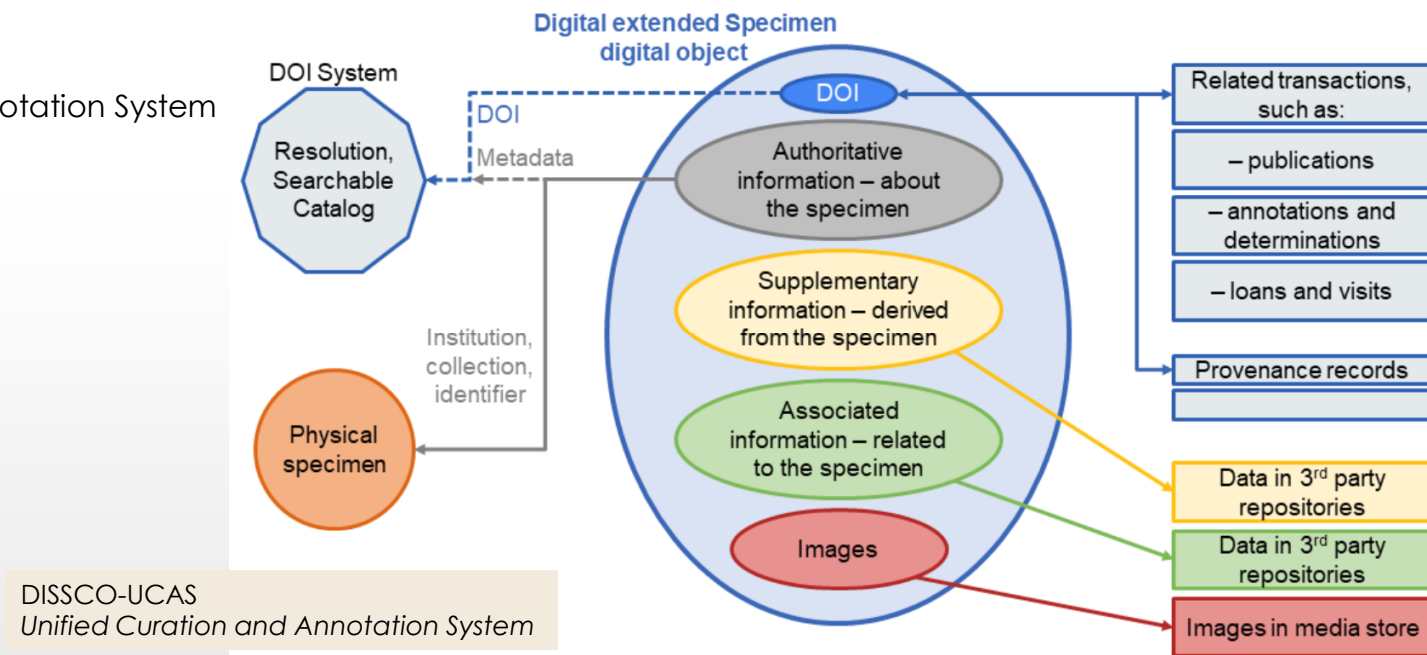 Digital extended Specimen
digital object
DOI System
otation System
DOI
DOI
Resolution,
Searchable
Catalog
Metadata
Authoritative
information – about
the specimen
Supplementary
information – derived
from the specimen
Institution,
collection,
identifier
Physical
specimen
Associated
information – related
to the specimen
Images
Related transactions,
such as:
– publications
– annotations and
determinations
– loans and visits
Provenance records
Data in 3rd party
repositories
Data in 3rd party
repositories
Images in media store
DISSCO-UCAS
Unified Curation and Annotation System